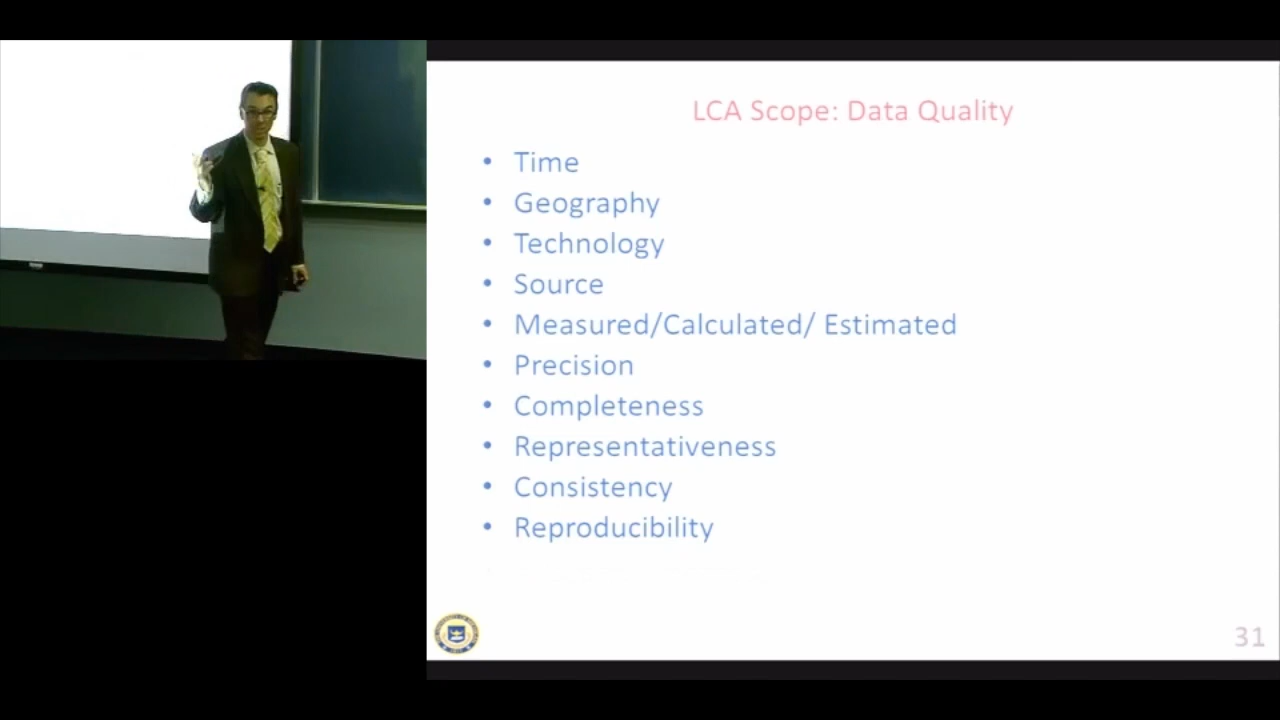 LCA Scope: Data Quality
• Time
• Geography
• Technology
• Source
• Measured/Calculated/ Estimated
• Precision
• Completeness
• Representativeness
• Consistency
• Reproducibility
31